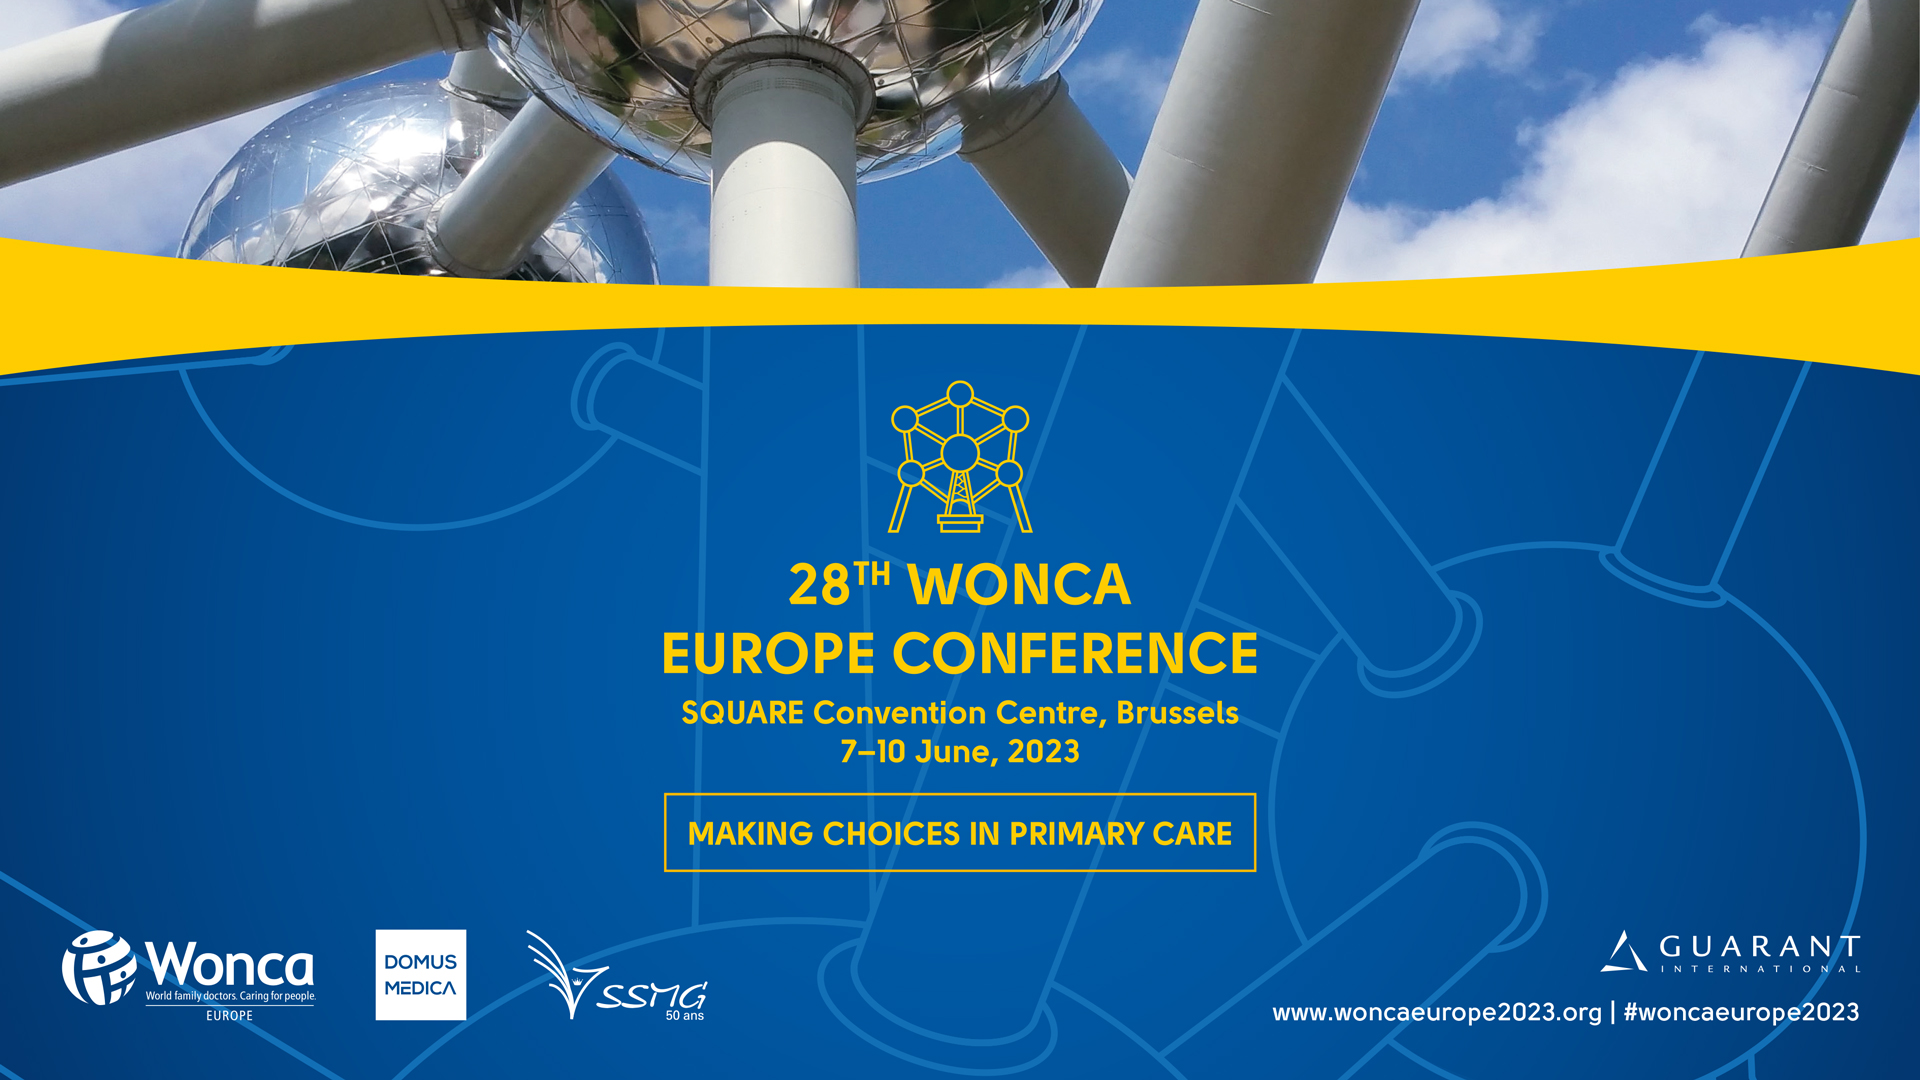 28TH WONCA
EUROPE CONFERENCE
SQUARE Convention Centre, Brussels
7–10 June, 2023
MAKING CHOICES IN PRIMARY CARE
Wonca
World family doctors. Caring for people.
EUROPE
DOMUS
MEDICA
SSMG
50 ans
GUARANT
INTERNATIONAL
www.woncaeurope2023.org | #woncaeurope2023